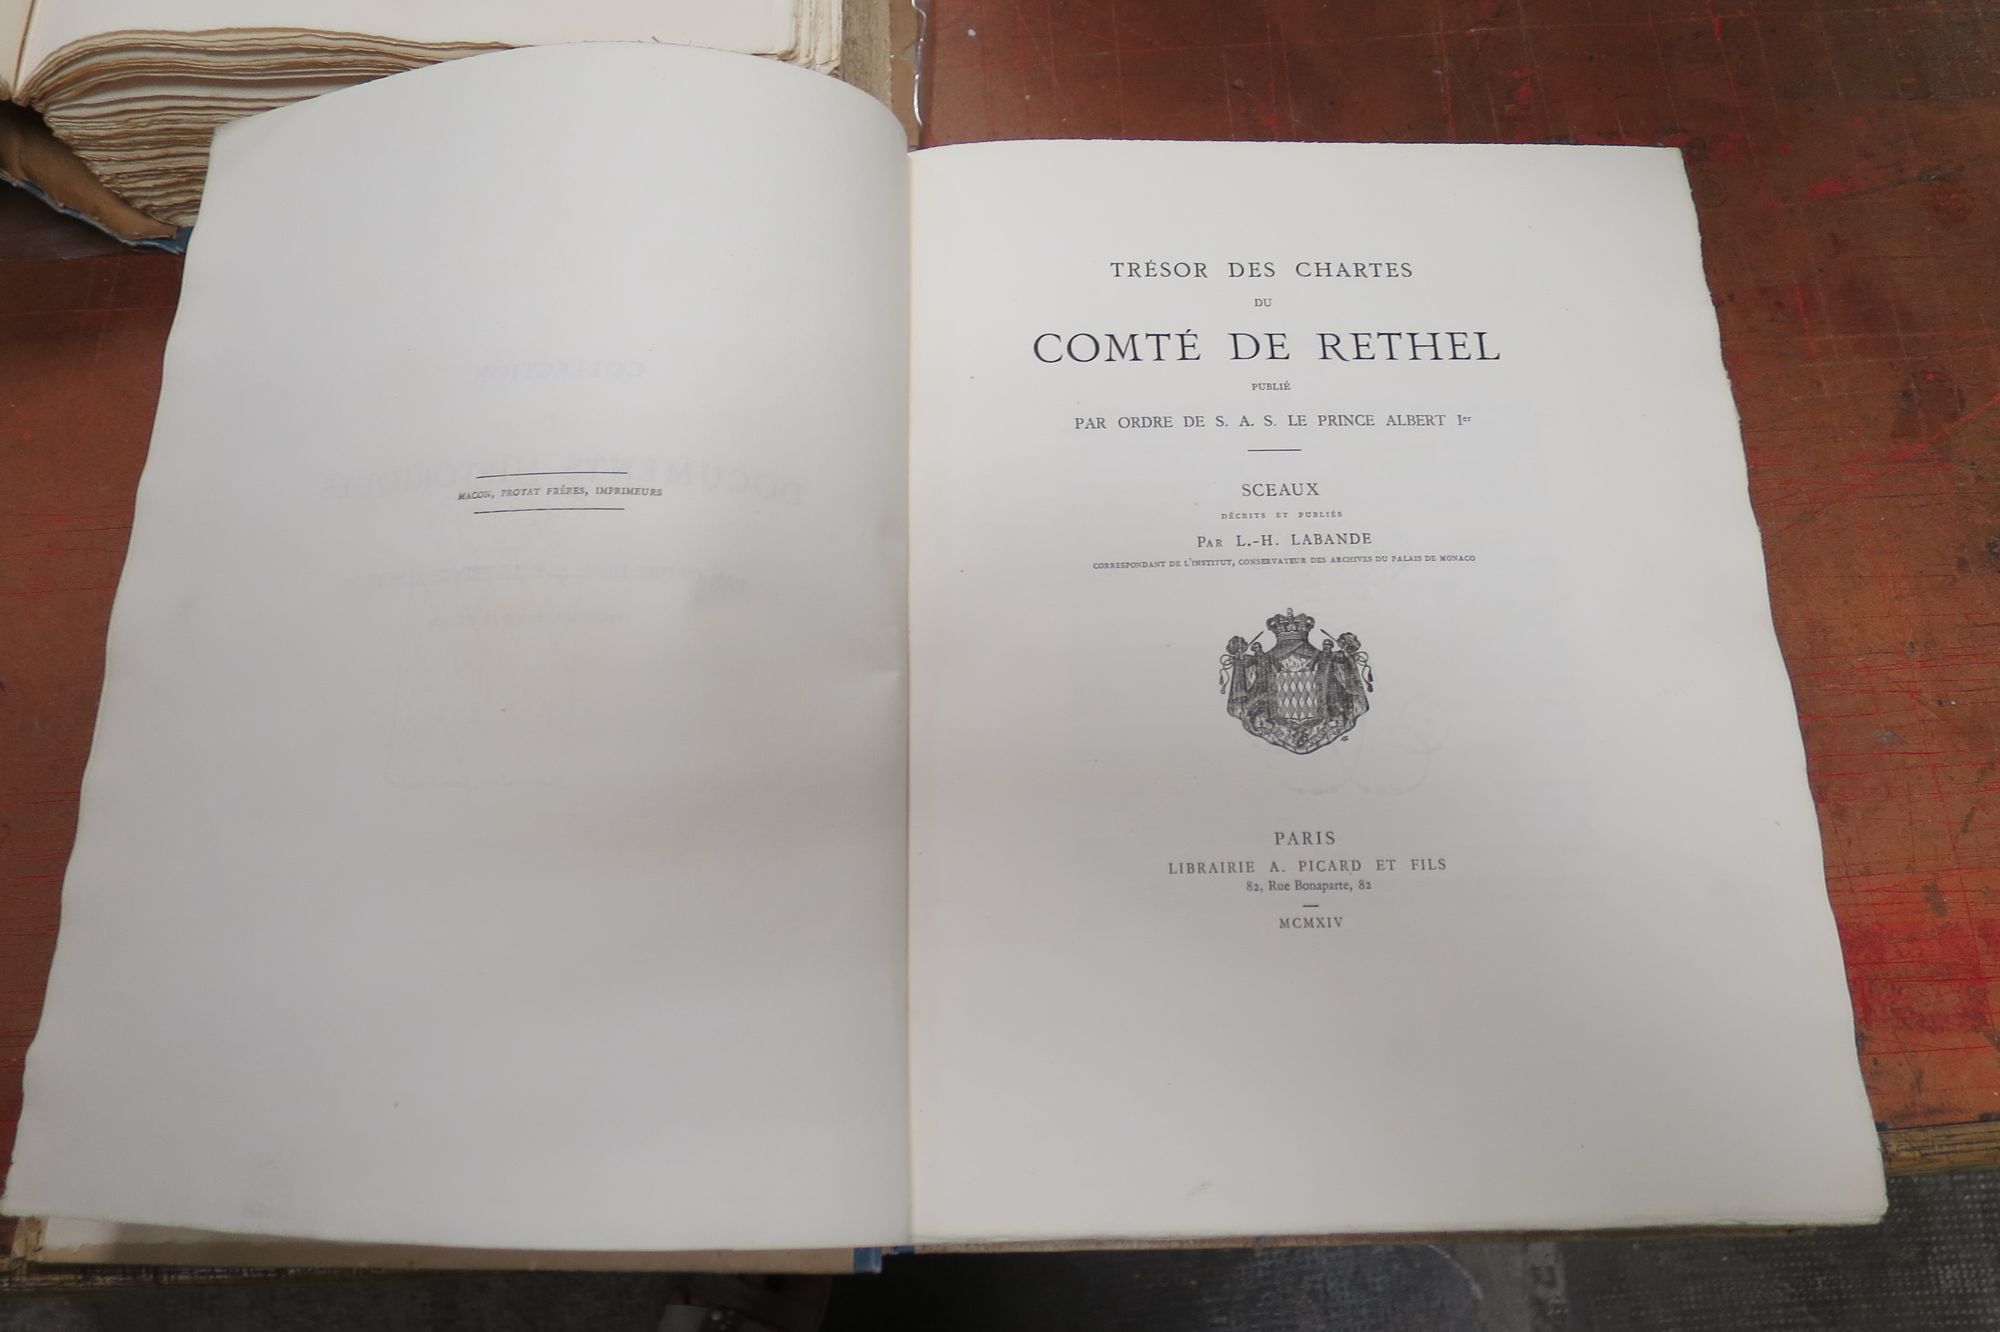 MACON, PROTAT FRÈRES, IMPRIMEURS
TRÉSOR DES CHARTES
DU
COMTÉ DE RETHEL
PUBLIÉ
PAR ORDRE DE S. A. S. LE PRINCE ALBERT Ier
SCEAUX
DÉCRITS ET PUBLIÉS
PAR L.-H. LABANDE
CORRESPONDANT DE L'INSTITUT, CONSERVATEUR DES ARCHIVES DU PALAIS DE MONACO
PARIS
LIBRAIRIE A. PICARD ET FILS
82, Rue Bonaparte, 82
MCMXIV